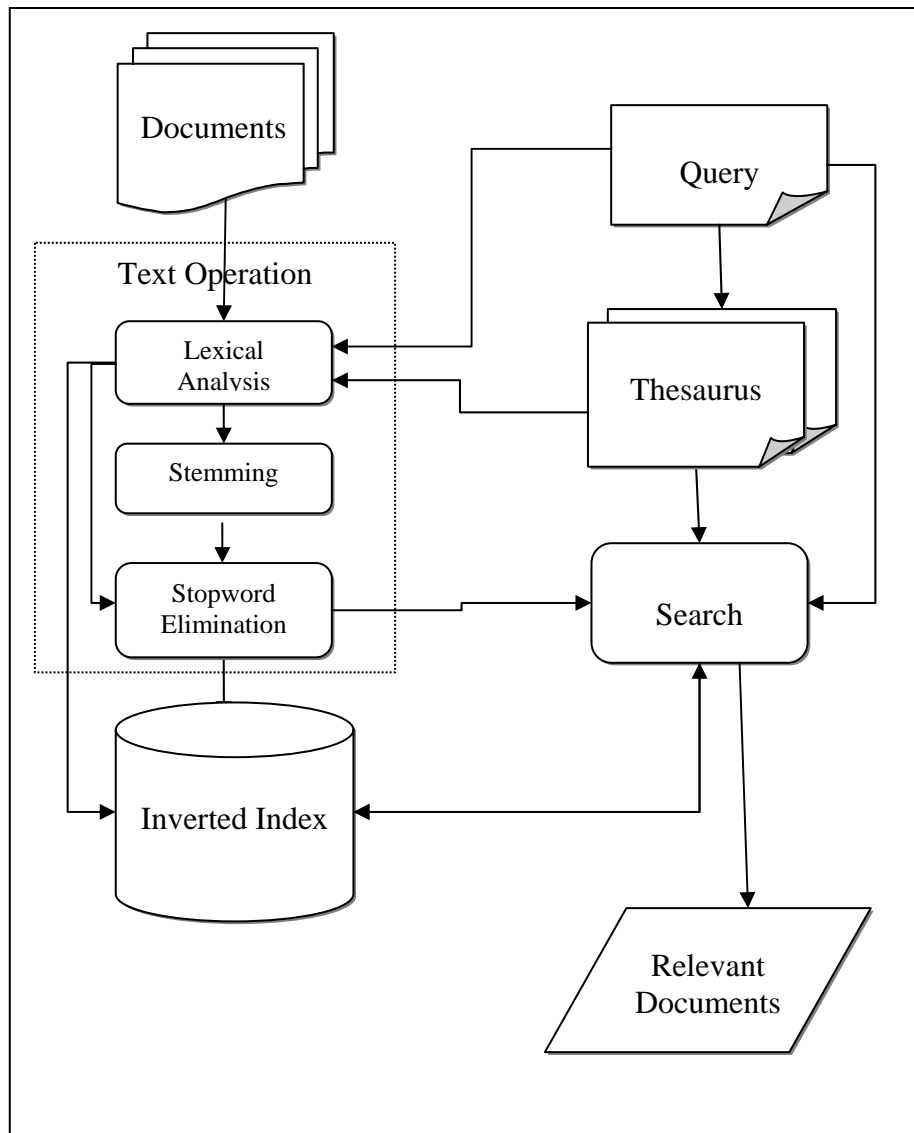 Documents
Query
Text Operation
Lexical
Analysis
Thesaurus
Stemming
Stopword
Elimination
Search
Inverted Index
Relevant
Documents